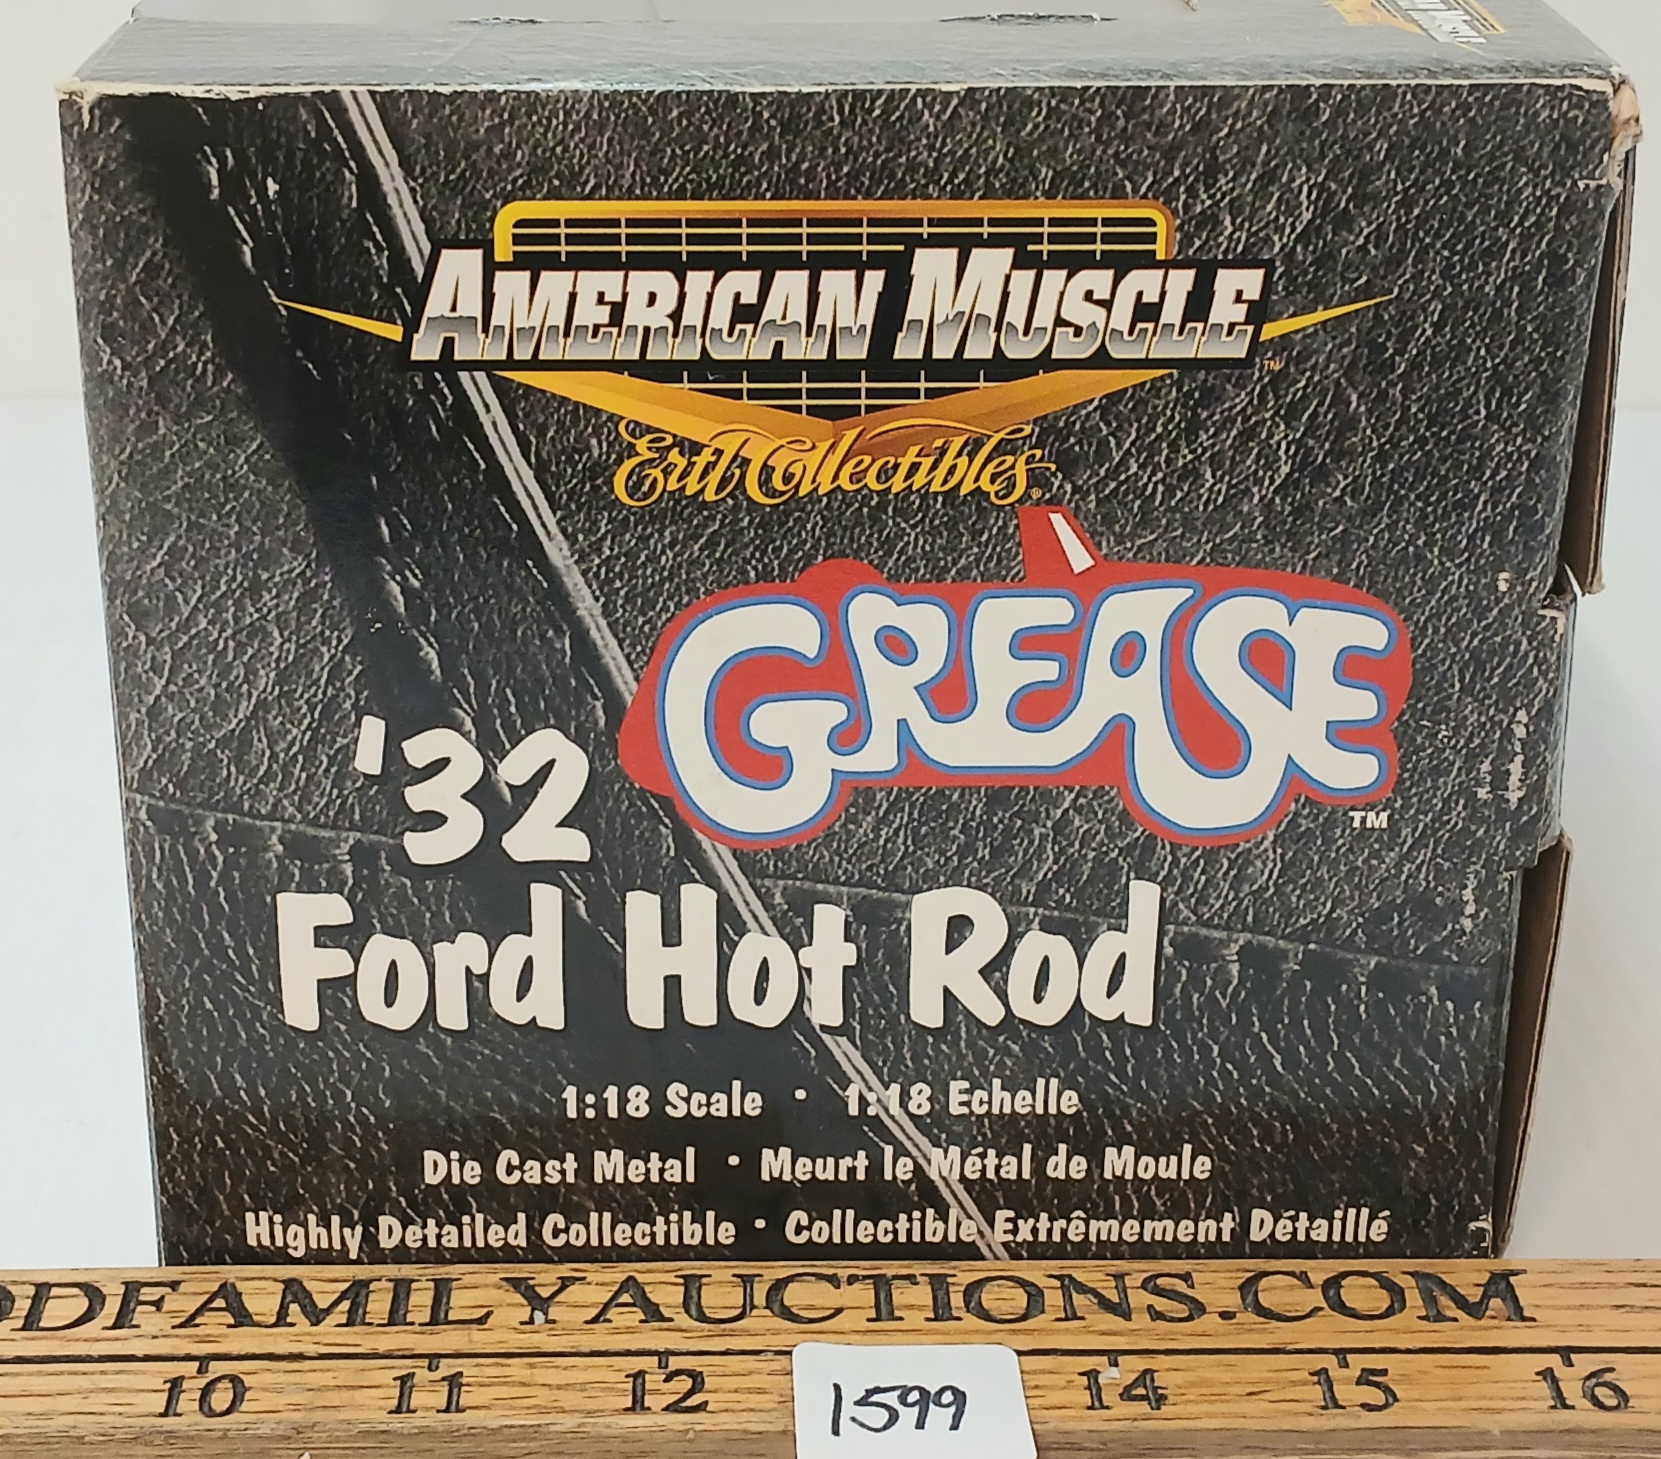 AMERICAN MUSCLE TM
Ertl Collectibles®
GREASE TM
'32
Ford Hot Rod
1:18 Scale · 1:18 Echelle
Die Cast Metal · Meurt le Métal de Moule
Highly Detailed Collectible · Collectible Extrêmement Détaillé
DFAMILYAUCTIONS.COM
10 11 12 14 15 16
1599